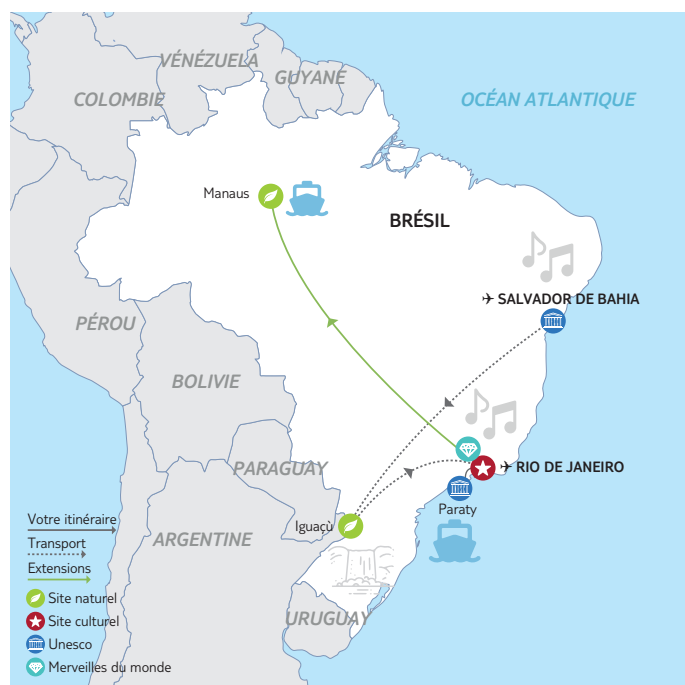 VÉNÉZUELA
GUYANE
COLOMBIE
OCÉAN ATLANTIQUE
Manaus
BRÉSIL
SALVADOR DE BAHIA
PÉROU
BOLIVIE
PARAGUAY
RIO DE JANEIRO
Paraty
Iguaçù
ARGENTINE
URUGUAY
Votre itinéraire
Transport
Extensions
Site naturel
Site culturel
Unesco
Merveilles du monde